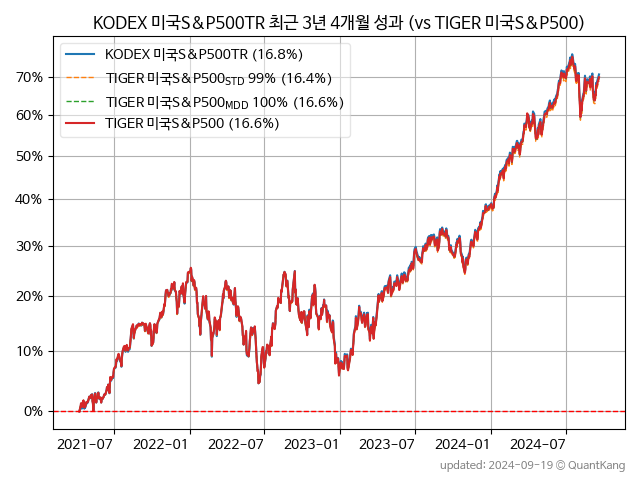 KODEX 미국S&P500TR 최근 3년 4개월 성과 (vs TIGER 미국S&P500)
KODEX 미국S&P500TR (16.8%)
TIGER 미국S&P500STD 99% (16.4%)
TIGER 미국S&P500MDD 100% (16.6%)
TIGER 미국S&P500 (16.6%)
70%
60%
50%
40%
30%
20%
10%
0%
2021-07 2022-01 2022-07 2023-01 2023-07 2024-01 2024-07
updated: 2024-09-19 @ QuantKang